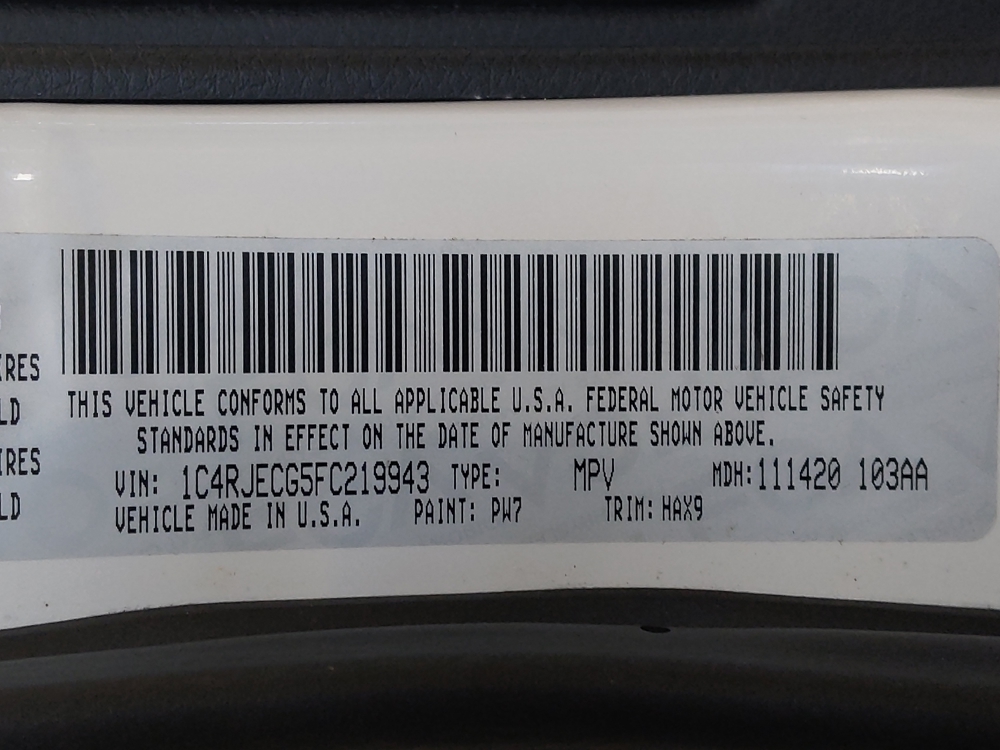 RES
LD
IRES
LD
THIS VEHICLE CONFORMS TO ALL APPLICABLE U.S.A. FEDERAL MOTOR VEHICLE SAFETY
STANDARDS IN EFFECT ON THE DATE OF MANUFACTURE SHOWN ABOVE.
VIN: 1C4RJECG5FC219943 TYPE: MPV MDH:111420 103AA
VEHICLE MADE IN U.S.A. PAINT: PW7 TRIM: HAX9